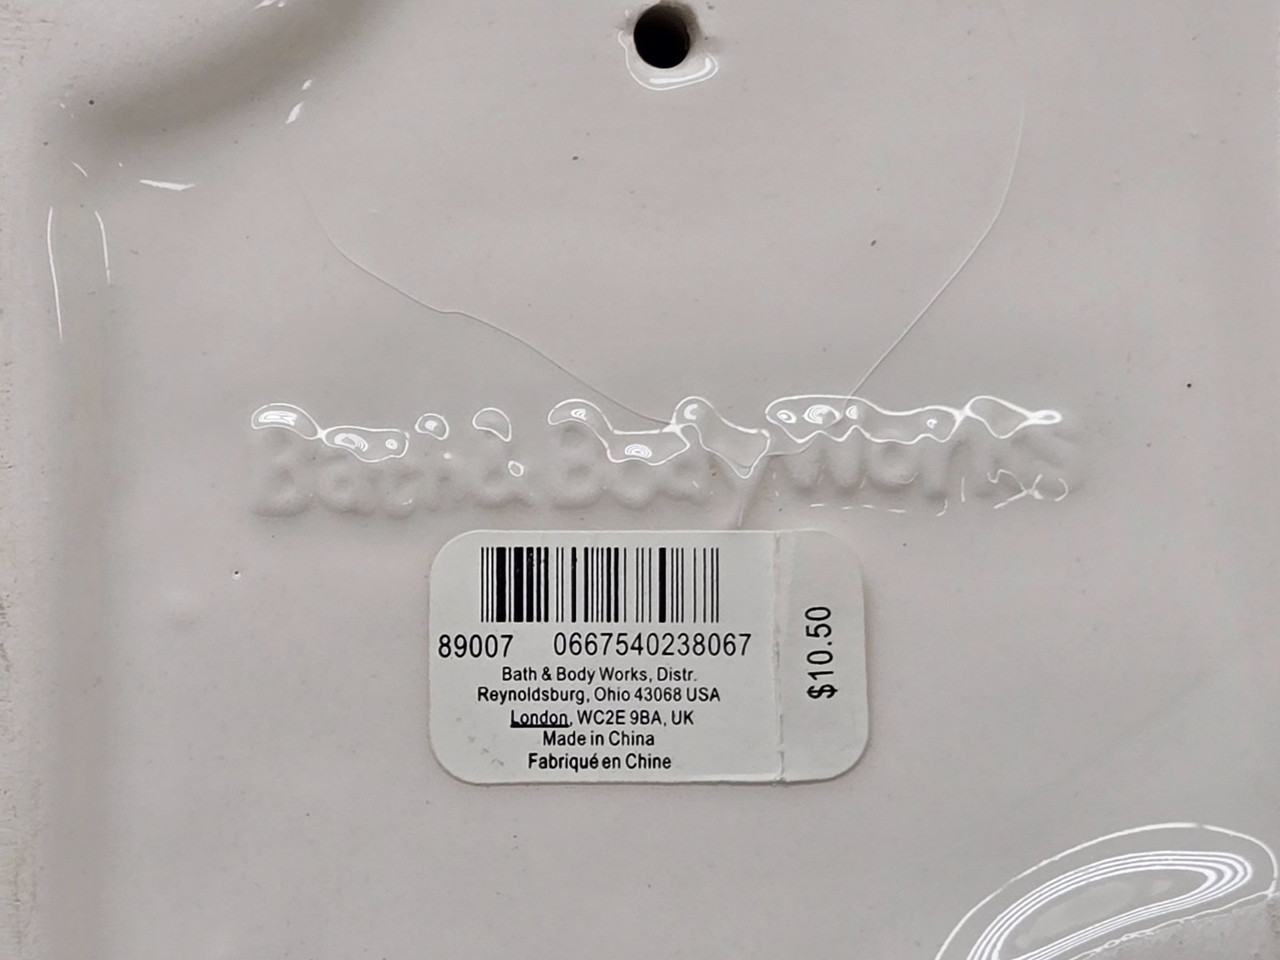 Bath & Body Works
89007 0667540238067
Bath & Body Works, Distr.
Reynoldsburg, Ohio 43068 USA
London, WC2E 9BA, UK
Made in China
Fabriqué en Chine
$10.50